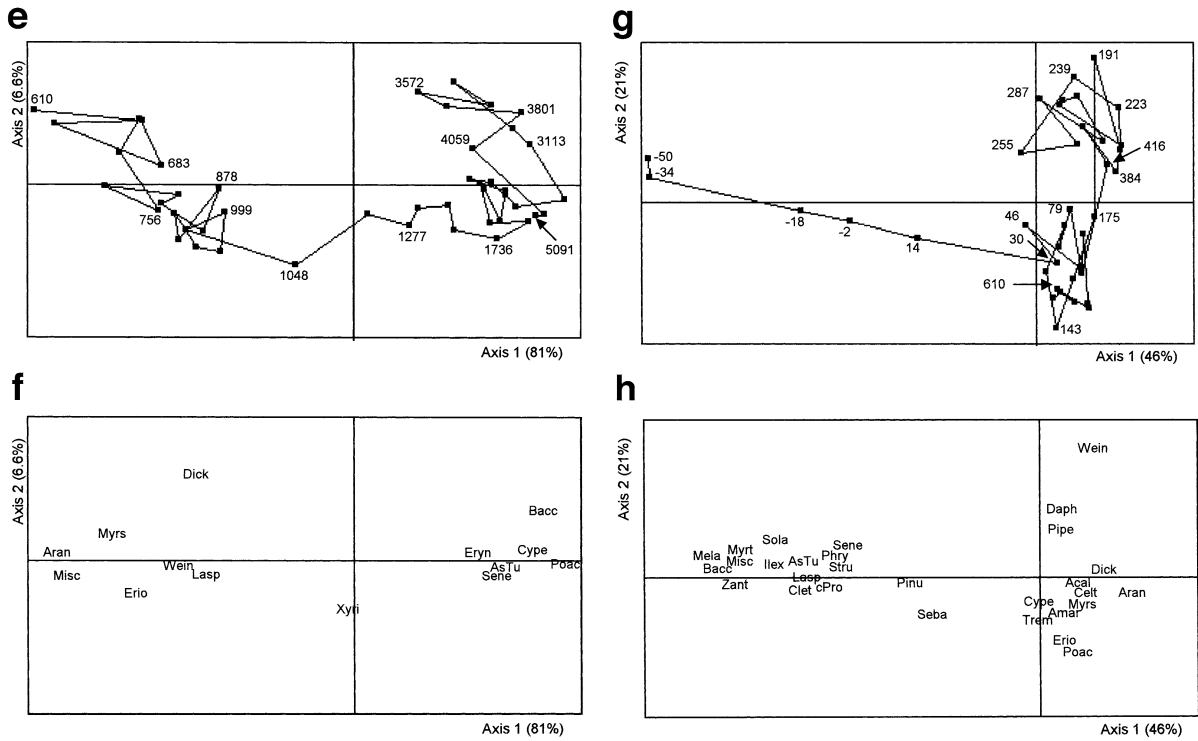 e
Axis 2 (6.6%)
610
683
878
756
999
1048
3572
3801
4059
3113
1277
1736
5091
Axis 1 (81%)
g
Axis 2 (21%)
191
239
287
223
255
416
384
-50
-34
-18
-2
14
46
79
175
30
610
143
Axis 1 (46%)
f
Axis 2 (6.6%)
Dick
Bacc
Myrs
Aran
Eryn
Cype
Wein
AsTu
Poac
Misc
Lasp
Sene
Erio
Xyri
Axis 1 (81%)
h
Axis 2 (21%)
Wein
Daph
Pipe
Sola
Sene
Myrt
Mela
Phry
Misc
Ilex
AsTu
Bacc
Stru
Dick
Lasp
Zant
Clet
cPro
Pinu
Acal
Celt
Aran
Cype
Myrs
Seba
Amar
Trem
Erio
Poac
Axis 1 (46%)